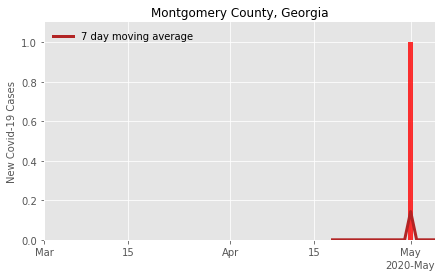 Montgomery County, Georgia
7 day moving average
New Covid-19 Cases
1.0
0.8
0.6
0.4
0.2
0.0
Mar
15
Apr
15
May
2020-May